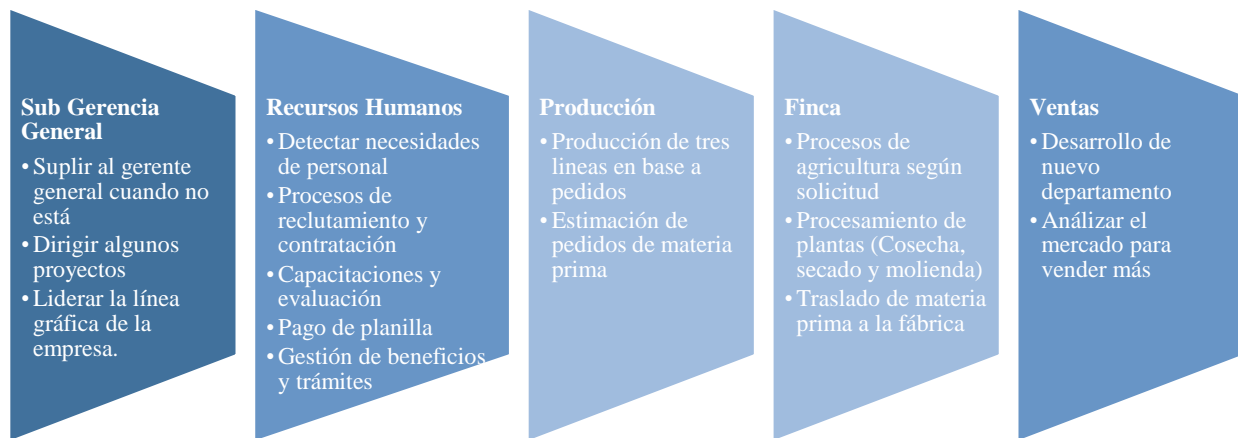 Sub Gerencia
General
• Suplir al gerente
general cuando no
está
• Dirigir algunos
proyectos
• Liderar la línea
gráfica de la
empresa.
Recursos Humanos
• Detectar necesidades
de personal
• Procesos de
reclutamiento y
contratación
• Capacitaciones y
evaluación
• Pago de planilla
• Gestión de beneficios
y trámites
Producción
• Producción de tres
lineas en base a
pedidos
• Estimación de
pedidos de materia
prima
Finca
• Procesos de
agricultura según
solicitud
• Procesamiento de
plantas (Cosecha,
secado y molienda)
• Traslado de materia
prima a la fábrica
Ventas
• Desarrollo de
nuevo
departamento
• Análizar el
mercado para
vender más